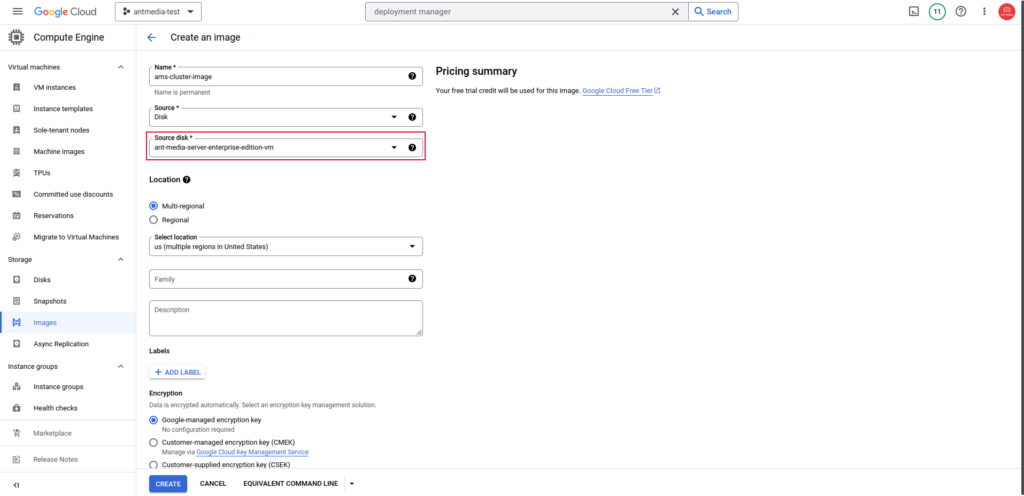 Google Cloud
antmedia-test
deployment manager
Search
11
Compute Engine
Create an image
Virtual machines
VM instances
Instance templates
Sole-tenant nodes
Machine images
TPUs
Committed use discounts
Reservations
Migrate to Virtual Machines
Storage
Disks
Snapshots
Images
Async Replication
Instance groups
Instance groups
Health checks
Marketplace
Release Notes
Name *
ams-cluster-image
Name is permanent
Source *
Disk
Source disk *
ant-media-server-enterprise-edition-vm
Location
Multi-regional
Regional
Select location
us (multiple regions in United States)
Family
Description
Labels
ADD LABEL
Encryption
Data is encrypted automatically. Select an encryption key management solution.
Google-managed encryption key
No configuration required
Customer-managed encryption key (CMEK)
Manage via Google Cloud Key Management Service
Customer-supplied encryption key (CSEK)
CREATE
CANCEL
EQUIVALENT COMMAND LINE
Pricing summary
Your free trial credit will be used for this image. Google Cloud Free Tier